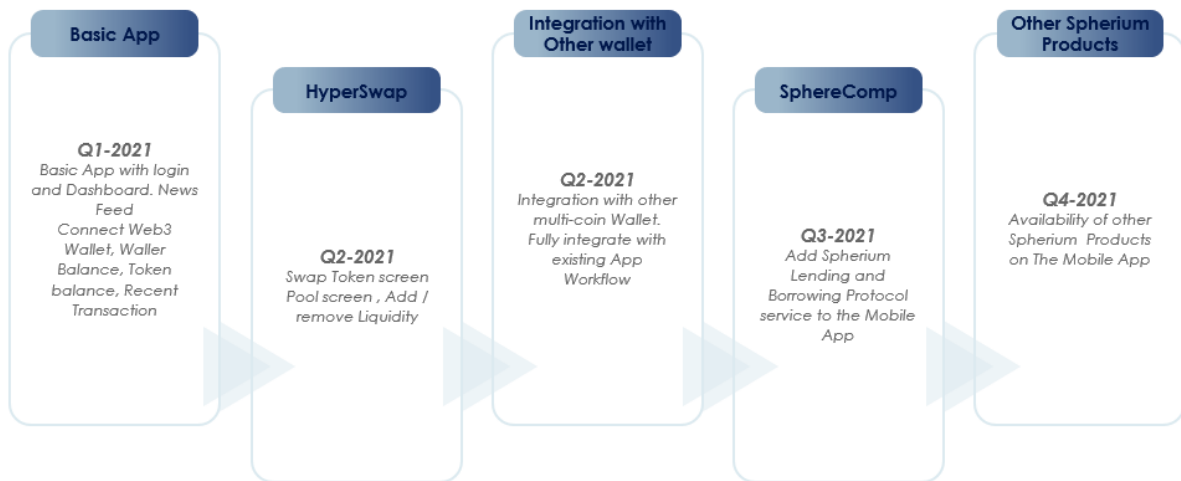 Basic App
Q1-2021
Basic App with login
and Dashboard. News
Feed
Connect Web3
Wallet, Waller
Balance, Token
balance, Recent
Transaction
HyperSwap
Q2-2021
Swap Token screen
Pool screen , Add /
remove Liquidity
Integration with
Other wallet
Q2-2021
Integration with other
multi-coin Wallet.
Fully integrate with
existing App
Workflow
SphereComp
Q3-2021
Add Spherium
Lending and
Borrowing Protocol
service to the Mobile
App
Other Spherium
Products
Q4-2021
Availability of other
Spherium Products
on The Mobile App